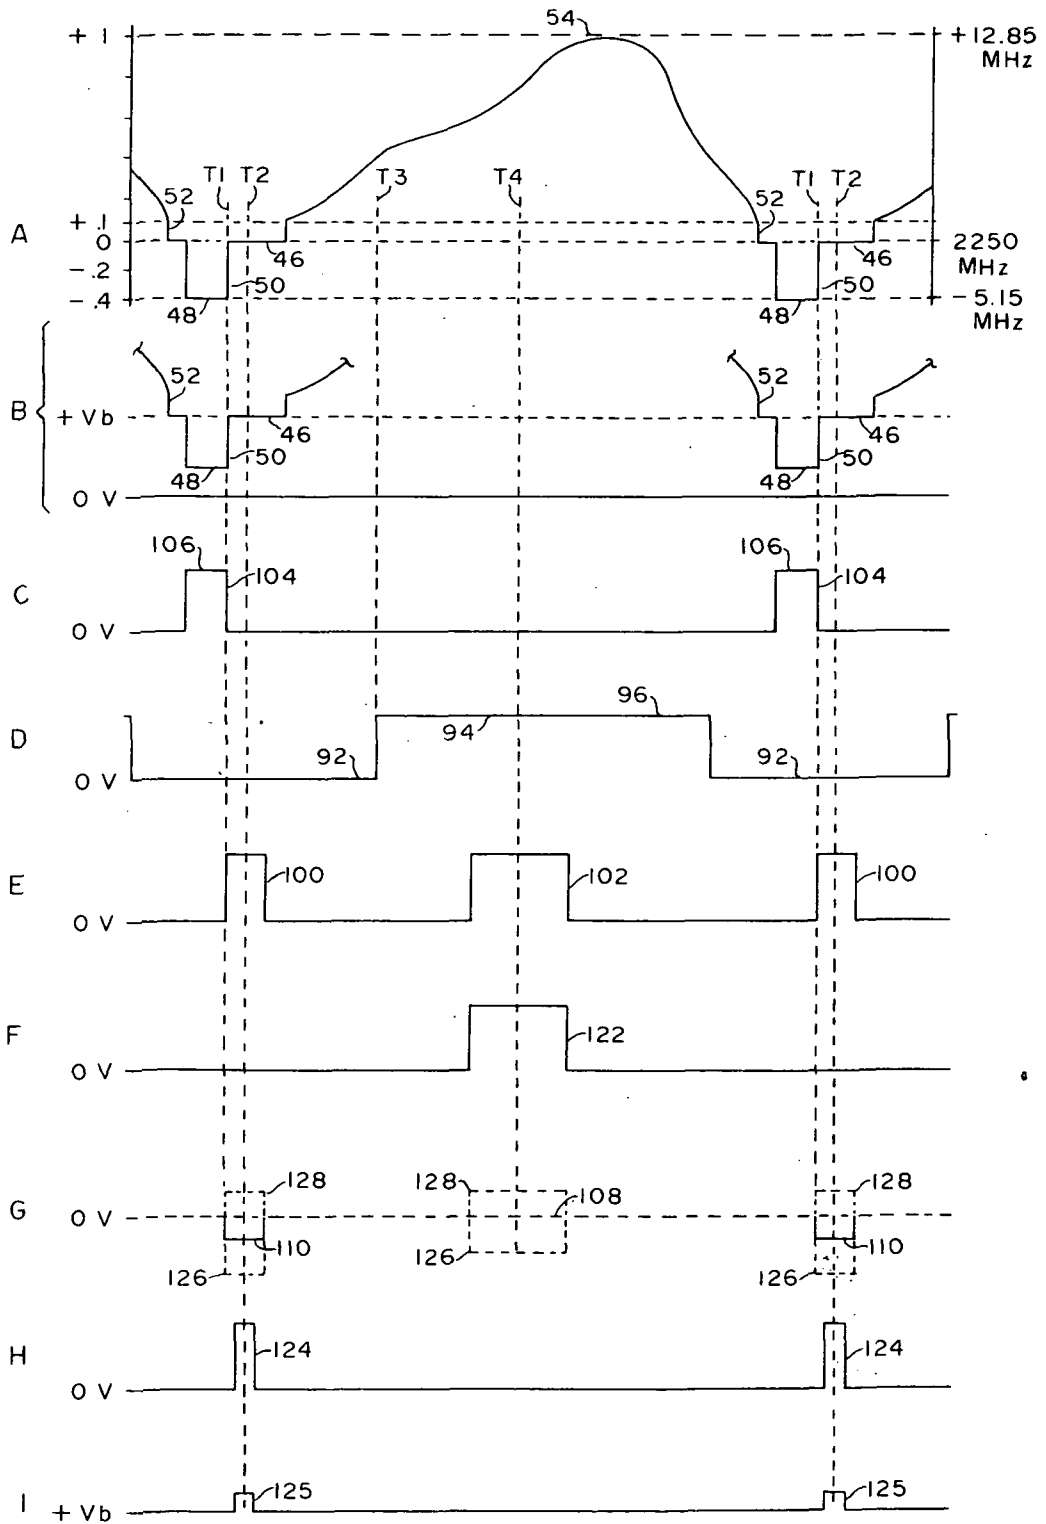 54
+ 1
+12.85
MHz
T1
T2
T3
T4
T1
T2
52
52
+ .1
A
0
46
46
2250
MHz
-.2
50
50
-.4
48
48
-5.15
MHz
52
52
B
+ Vb
46
46
50
50
48
48
0 V
106
106
104
104
C
0 V
96
D
94
92
92
0 V
E
100
102
100
0 V
F
122
0 V
128
128
128
108
G
0 V
110
110
126
126
126
H
124
124
0 V
125
125
I
+ Vb